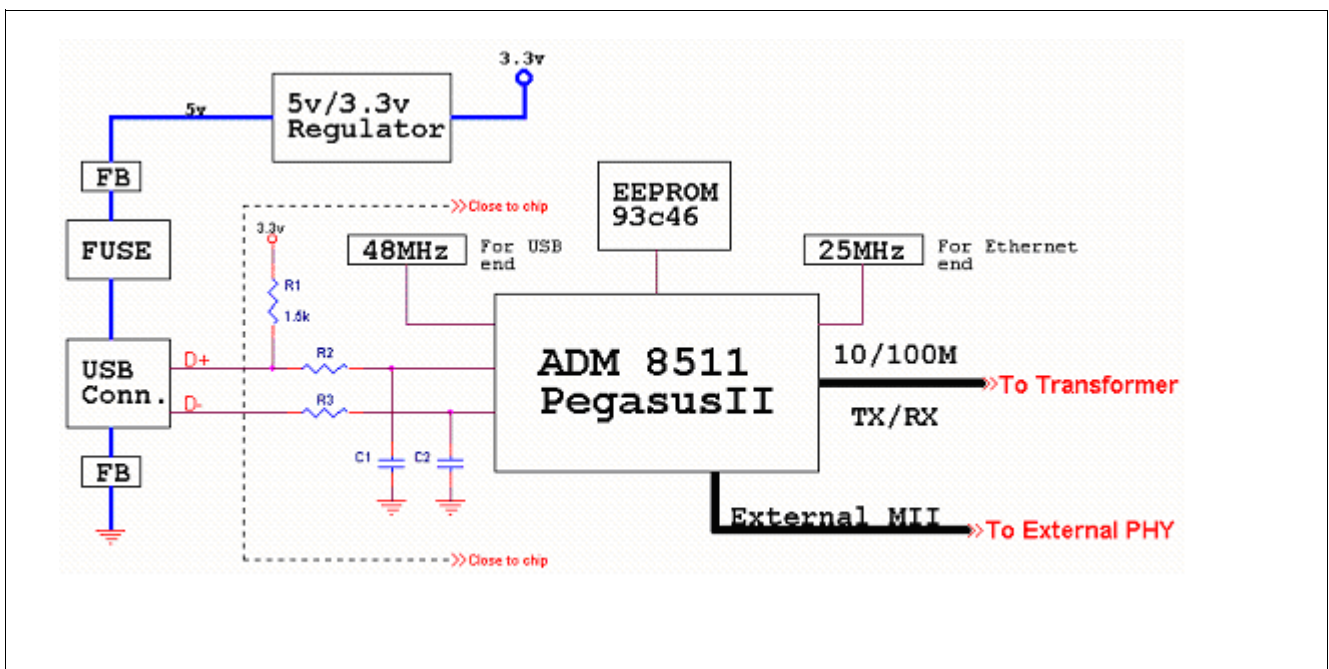 3.3v
5v
5v/3.3v
Regulator
FB
FUSE
USB
Conn.
FB
D+
D-
Close to chip
3.3v
R1
1.5k
R2
R3
C1
C2
48MHz
For USB
end
EEPROM
93c46
25MHz
For Ethernet
end
ADM 8511
PegasusII
10/100M
To Transformer
TX/RX
External MII
To External PHY
Close to chip